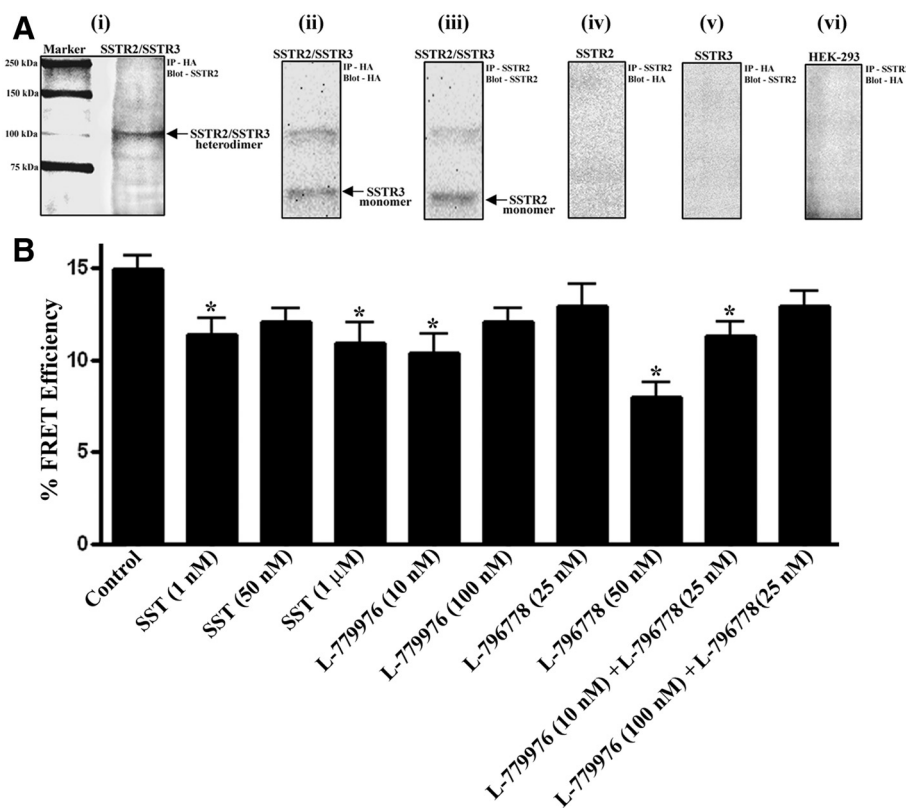 A
(i)
(ii)
(iii)
(iv)
(v)
(vi)
Marker
SSTR2/SSTR3
IP - HA
Blot - SSTR2
250 kDa
150 kDa
100 kDa
75 kDa
SSTR2/SSTR3
heterodimer
SSTR2/SSTR3
IP - HA
Blot - HA
SSTR3
monomer
SSTR2/SSTR3
IP - SSTR2
Blot - SSTR2
SSTR2
monomer
SSTR2
IP - SSTR2
Blot - HA
SSTR3
IP - HA
Blot - SSTR2
HEK-293
IP - SSTR
Blot - HA
B
% FRET Efficiency
15
10
5
0
*
*
*
*
*
Control
SST (1 nM)
SST (50 nM)
SST (1 µM)
L-779976 (10 nM)
L-779976 (100 nM)
L-796778 (25 nM)
L-796778 (50 nM)
L-779976 (10 nM) + L-796778 (25 nM)
L-779976 (100 nM) + L-796778 (25 nM)